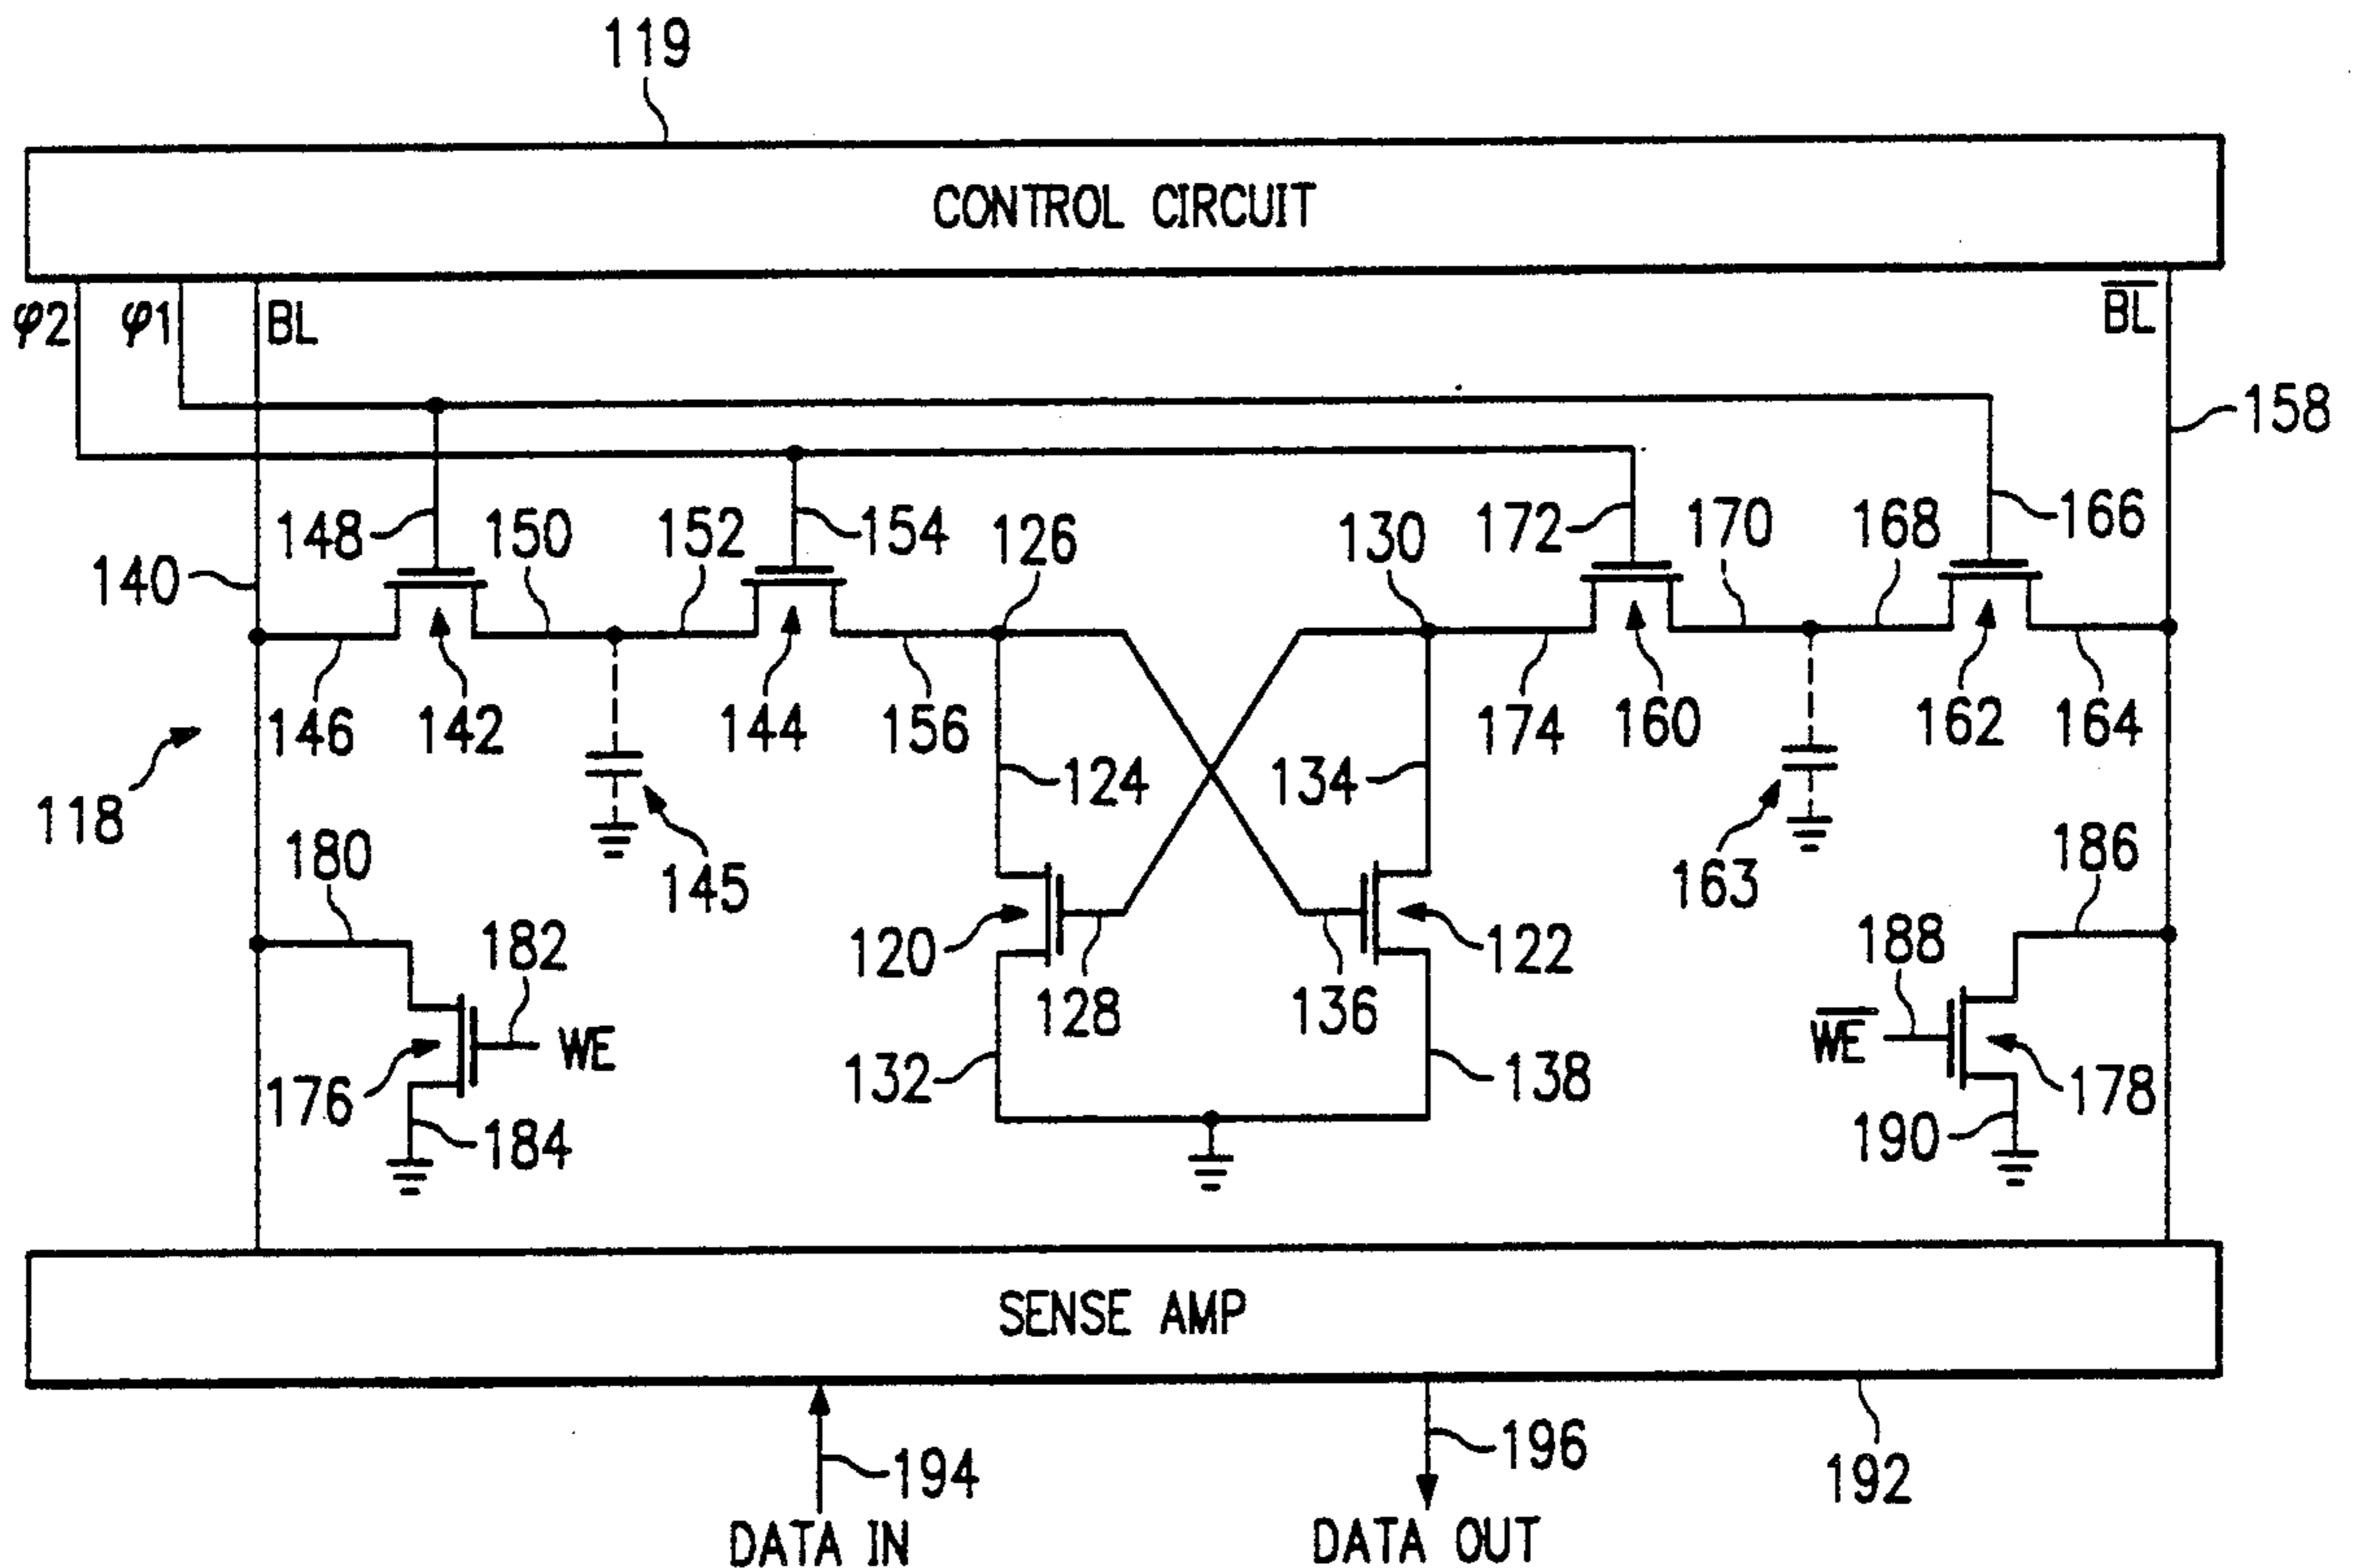 119
CONTROL CIRCUIT
φ2 φ1 BL B̅L̅
158
148 150 152 154 126 130 172 170 168 166
140
146 142 144 156 174 160 162 164
118
124 134
145 163
180 186
182 188
120 122
128 136
WE W̅E̅
176 132 138 178
184 190
SENSE AMP
194 196 192
DATA IN DATA OUT